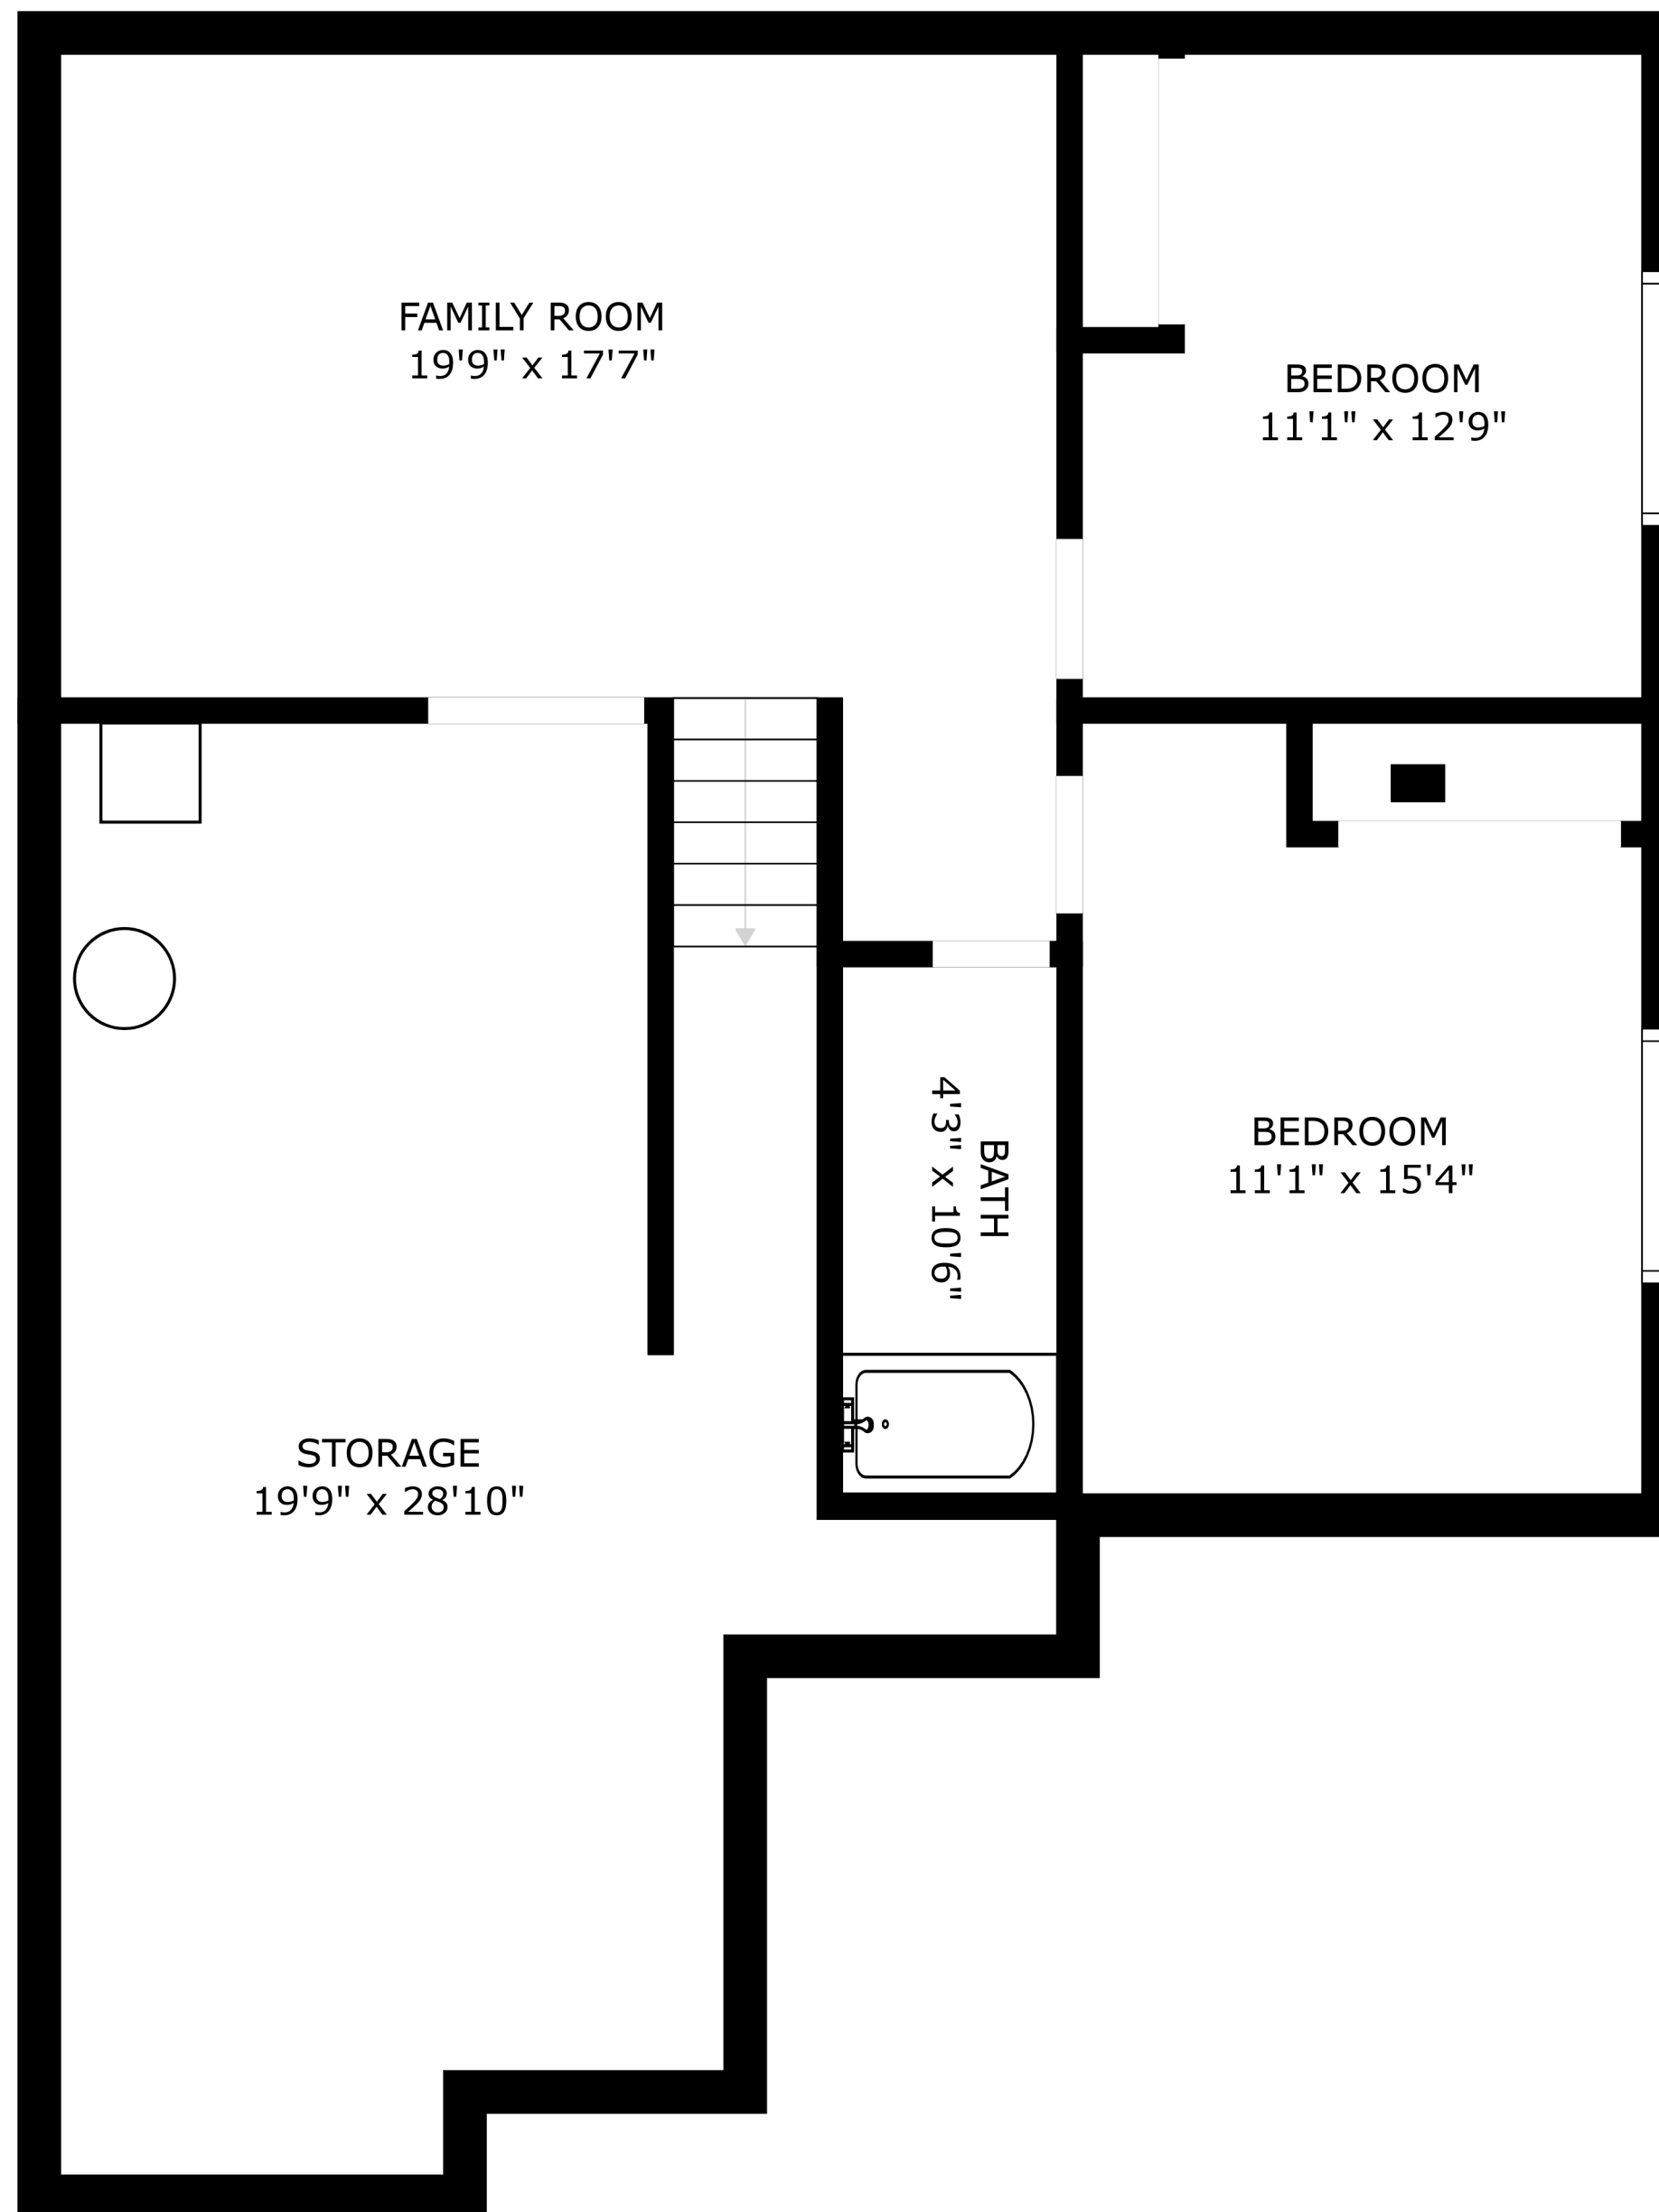 FAMILY ROOM
19'9" x 17'7"
BEDROOM
11'1" x 12'9"
BATH
4'3" x 10'6"
BEDROOM
11'1" x 15'4"
STORAGE
19'9" x 28'10"